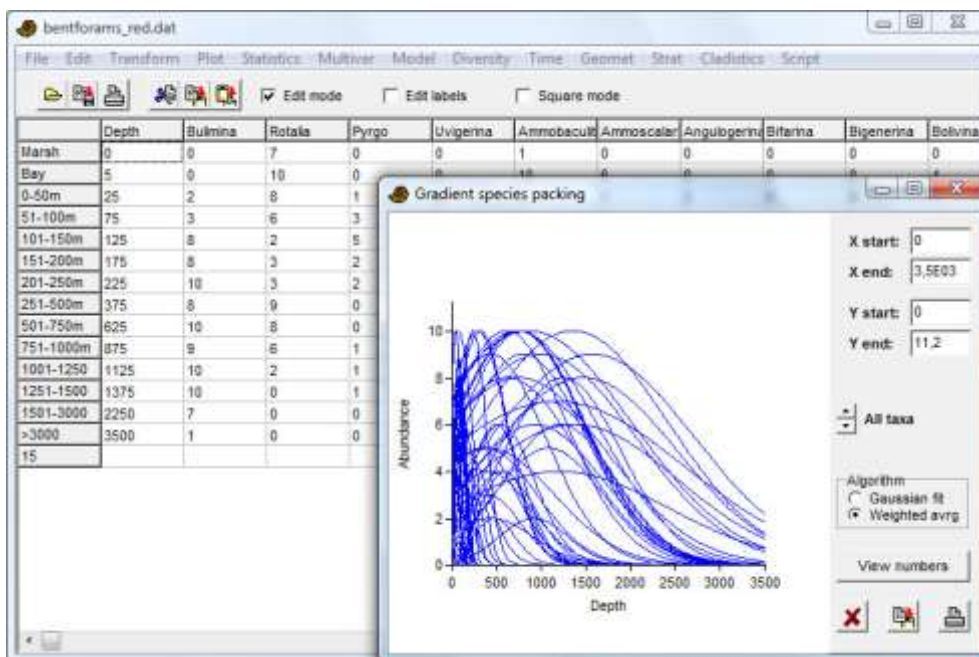 bentforams_red.dat
File Edit Transform Plot Statistics Multivar Model Diversity Time Geomet Strat Cladistics Script
Edit mode Edit labels Square mode
Depth Bulimina Rotalia Pyrgo Uvigerina Ammobaculit Ammoscalar Angulogerina Bifarina Bigenerina Bolivina
Marsh 0 0 7 0 0 1 0 0 0 0 0
Bay 5 0 10 0 0
0-50m 25 2 8 1
51-100m 75 3 6 3
101-150m 125 8 2 5
151-200m 175 8 3 2
201-250m 225 10 3 2
251-500m 375 8 9 0
501-750m 625 10 8 0
751-1000m 875 9 6 1
1001-1250 1125 10 2 1
1251-1500 1375 10 0 1
1501-3000 2250 7 0 0
>3000 3500 1 0 0
15
Gradient species packing
X start: 0
X end: 3,5E03
Y start: 0
Y end: 11,2
All taxa
Algorithm
Gaussian fit
Weighted avrg
View numbers
Abundance
10
8
6
4
2
0
0 500 1000 1500 2000 2500 3000 3500
Depth